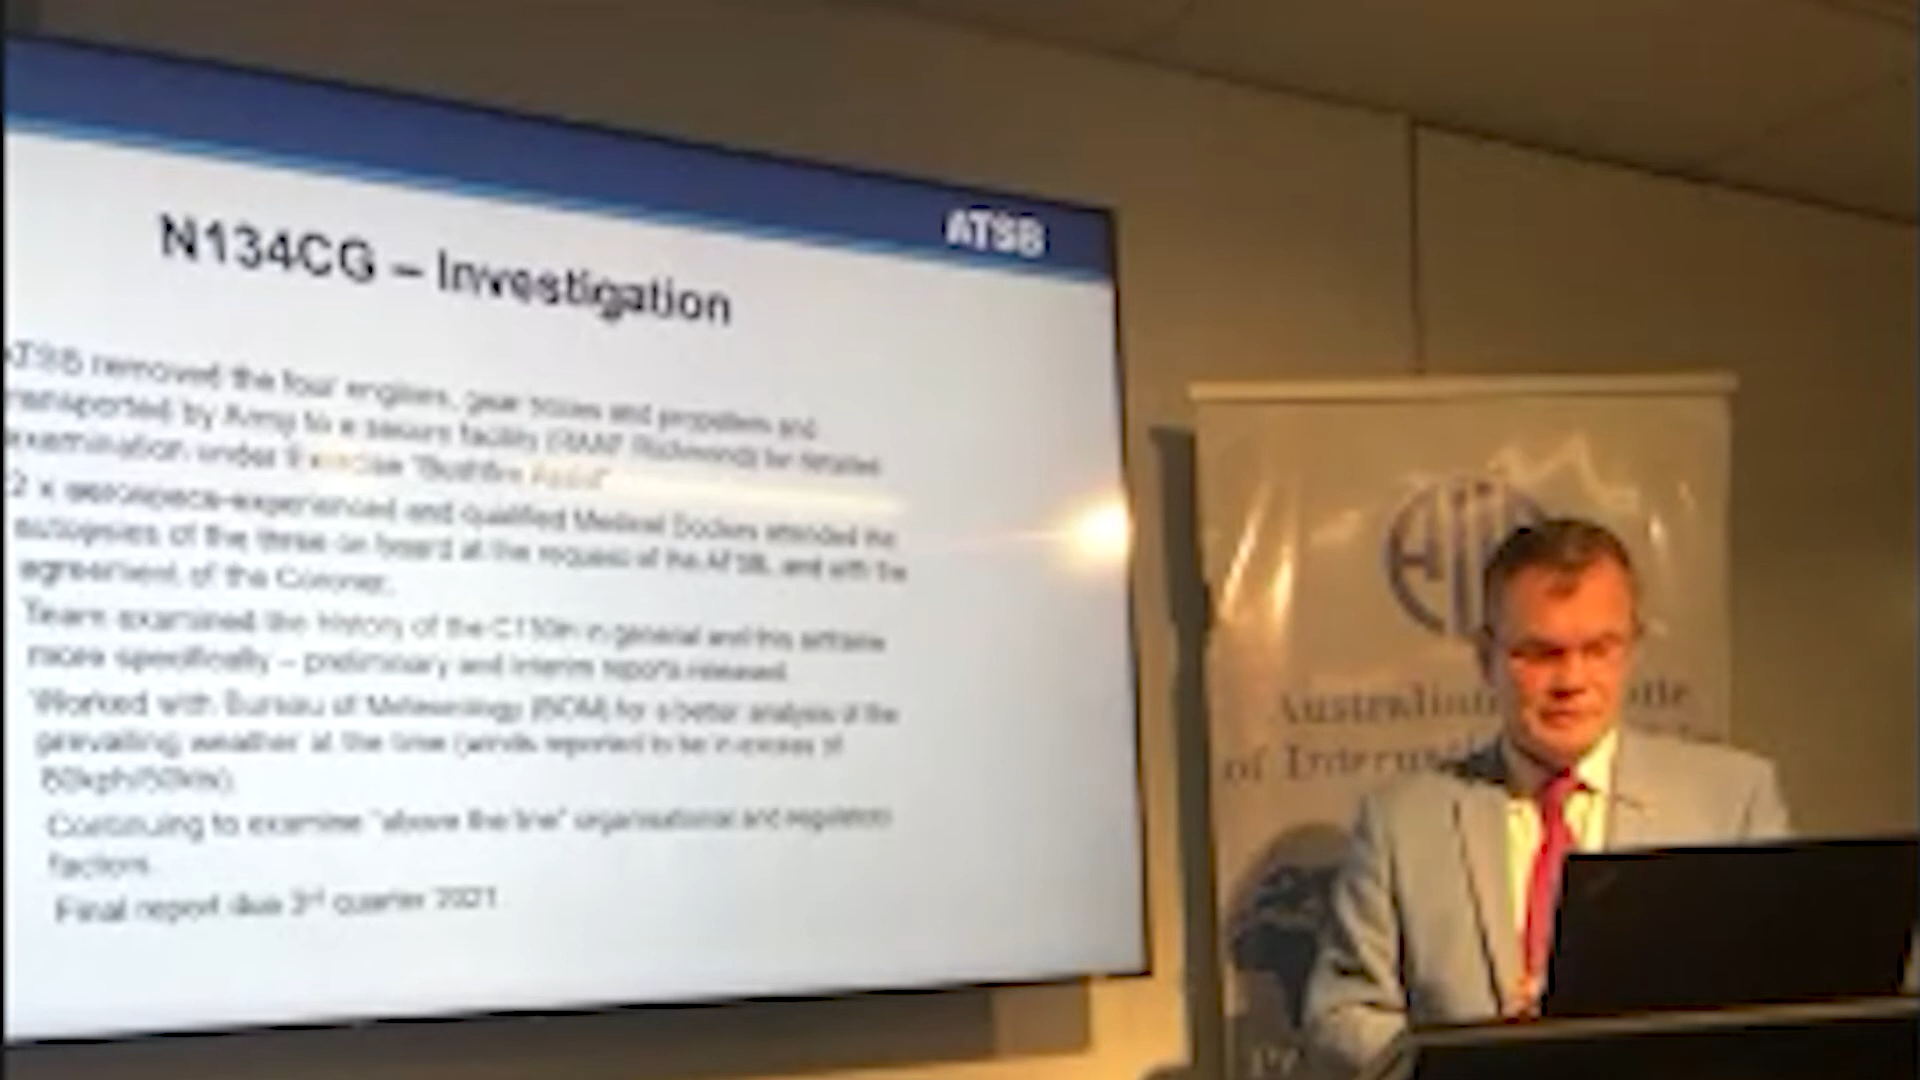 ATSB
N134CG – Investigation
ATSB removed the four engines, gear boxes and propellers and
transported by Army to a secure facility (RAAF Richmond) for detailed
examination under Exercise "Bushfire Assist"
2 x aerospace-experienced and qualified Medical Doctors attended the
autopsies of the three on board at the request of the ATSB, and with the
agreement of the Coroner.
Team examined the history of the C130 in general and this airframe
more specifically – preliminary and interim reports released.
Worked with Bureau of Meteorology (BOM) for a better analysis of the
prevailing weather at the time (winds reported to be in excess of
Continuing to examine "above the line" organisational and regulatory
factors.
Final report due 3rd quarter 2021
AIIA
Australian
of